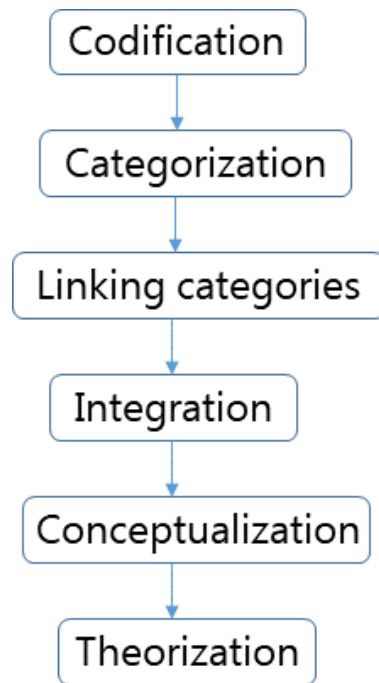 Codification
Categorization
Linking categories
Integration
Conceptualization
Theorization